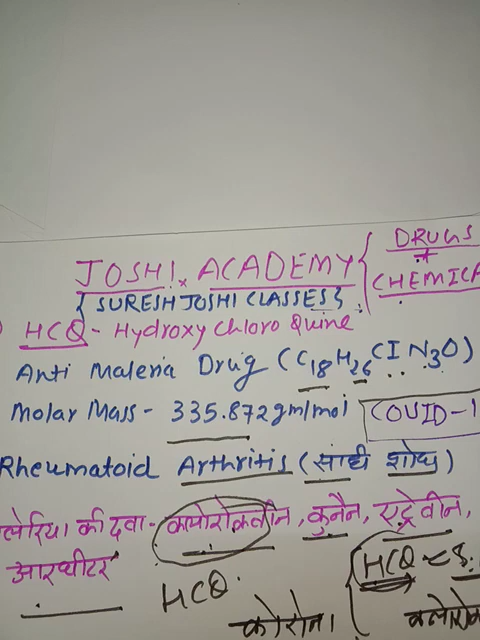 JOSHI ACADEMY { DRUGS + CHEMICA
{SURESH JOSHI CLASSES}
HCQ - Hydroxy Chloro Quine
Anti Maleria Drug (C18H26ClN3O)
Molar Mass - 335.872gm/mol COVID-1
Rheumatoid Arthritis (सार्धा शोध)
लेरिया की दवा- क्लोरोक्वीन, कुनैन, एट्रेवीन,
आरप्थीटर
HCQ.
{ HCQ
कोरोना
क्लोरोक